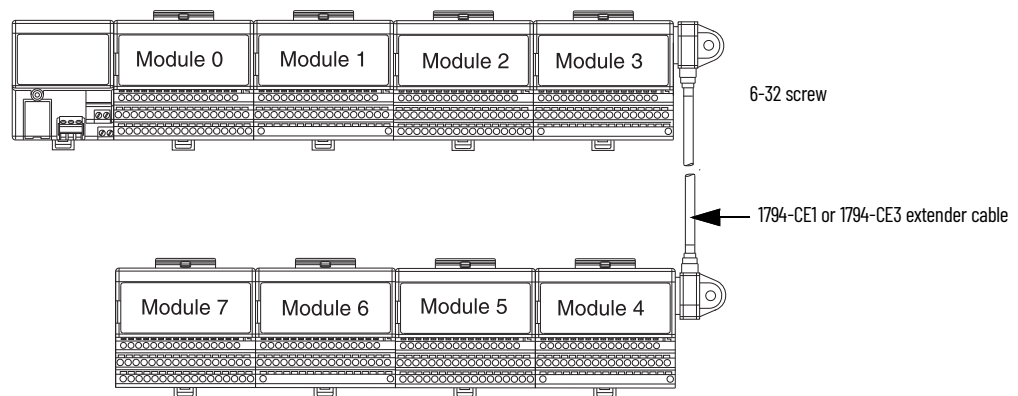 Module 0
Module 1
Module 2
Module 3
6-32 screw
1794-CE1 or 1794-CE3 extender cable
Module 7
Module 6
Module 5
Module 4